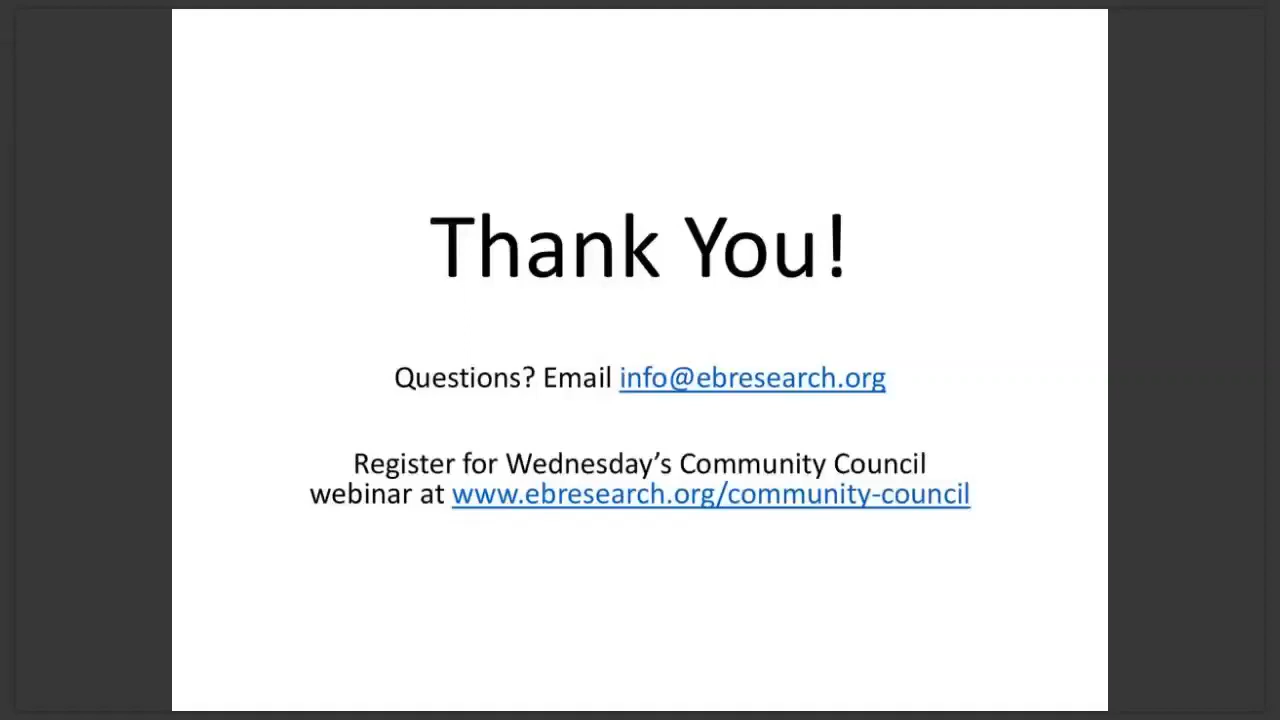 Thank You!
Questions? Email info@ebresearch.org
Register for Wednesday’s Community Council
webinar at www.ebresearch.org/community-council